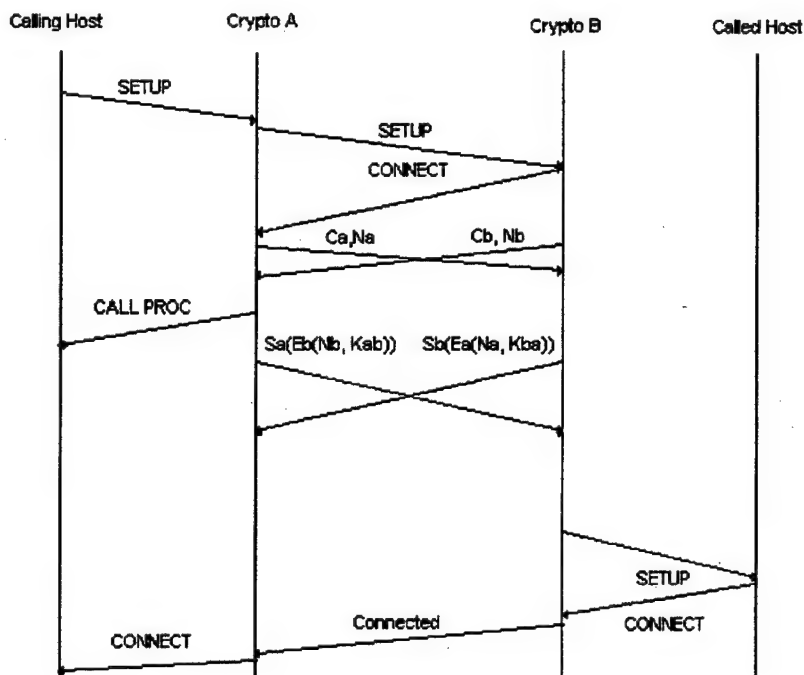 Calling Host
Crypto A
Crypto B
Called Host
SETUP
SETUP
CONNECT
Ca,Na
Cb, Nb
CALL PROC
Sa(Eb(Nb, Kab))
Sb(Ea(Na, Kba))
SETUP
CONNECT
Connected
CONNECT